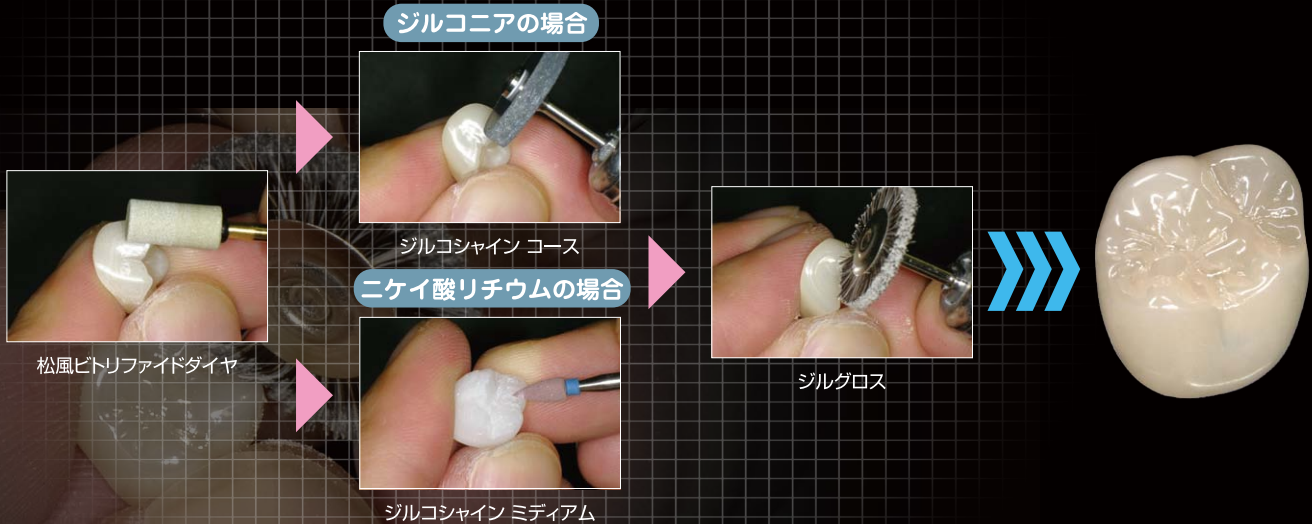 ジルコニアの場合
ジルコシャイン コース
ニケイ酸リチウムの場合
松風ビトリファイドダイヤ
ジルグロス
ジルコシャイン ミディアム